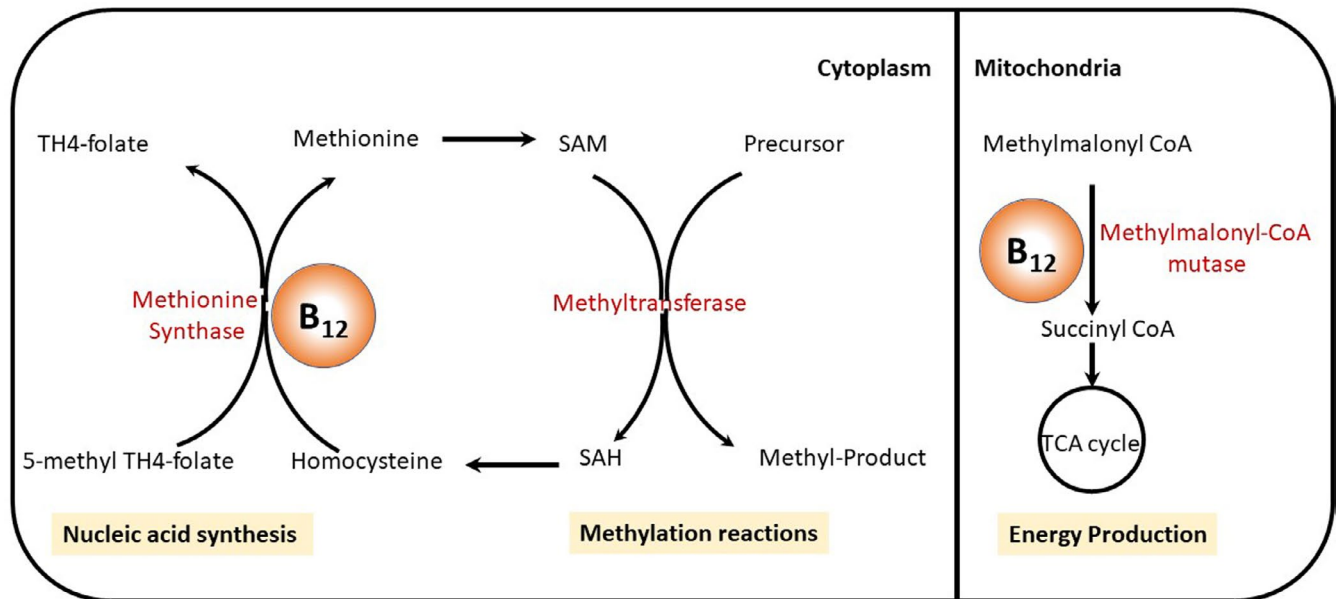 Cytoplasm
Mitochondria
TH4-folate
Methionine
SAM
Precursor
Methylmalonyl CoA
Methionine
Synthase
B12
Methyltransferase
B12
Methylmalonyl-CoA
mutase
Succinyl CoA
5-methyl TH4-folate
Homocysteine
SAH
Methyl-Product
TCA cycle
Nucleic acid synthesis
Methylation reactions
Energy Production